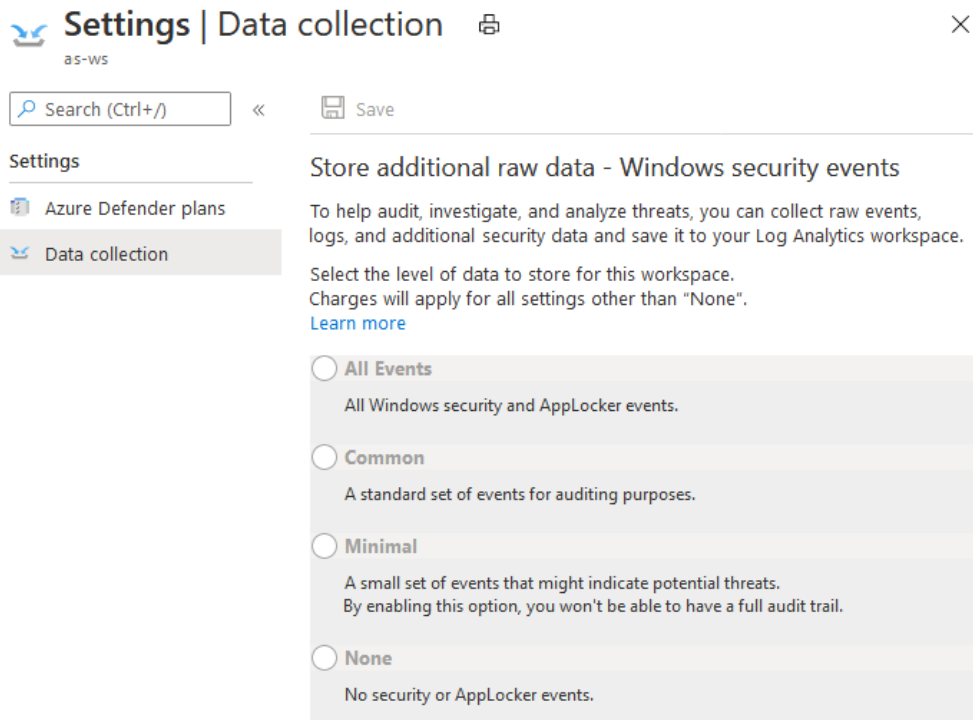 Settings | Data collection
as-ws
Search (Ctrl+/)
«
Save
Settings
Azure Defender plans
Data collection
Store additional raw data - Windows security events
To help audit, investigate, and analyze threats, you can collect raw events,
logs, and additional security data and save it to your Log Analytics workspace.
Select the level of data to store for this workspace.
Charges will apply for all settings other than “None”.
Learn more
All Events
All Windows security and AppLocker events.
Common
A standard set of events for auditing purposes.
Minimal
A small set of events that might indicate potential threats.
By enabling this option, you won't be able to have a full audit trail.
None
No security or AppLocker events.